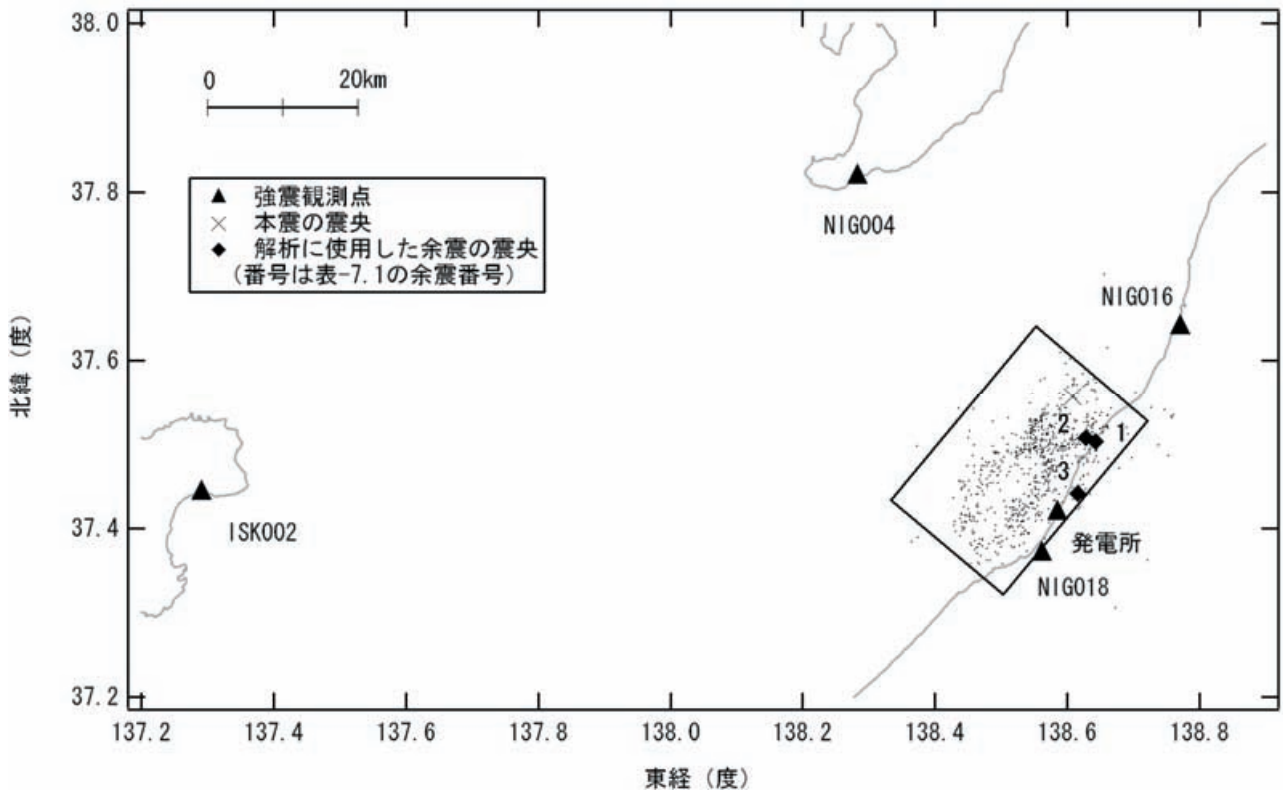 38.0
0 20km
▲ 強震観測点
× 本震の震央
◆ 解析に使用した余震の震央
(番号は表-7.1の余震番号)
37.8
NIG004
NIG016
北緯 (度)
37.6
2 1
3
ISK002
37.4
発電所
NIG018
37.2
137.2 137.4 137.6 137.8 138.0 138.2 138.4 138.6 138.8
東経 (度)